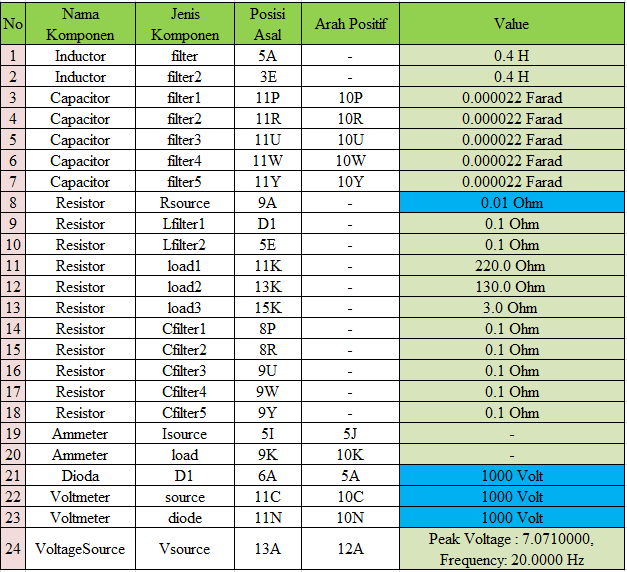 No Nama Komponen Jenis Komponen Posisi Asal Arah Positif Value
1 Inductor filter 5A - 0.4 H
2 Inductor filter2 3E - 0.4 H
3 Capacitor filter1 11P 10P 0.000022 Farad
4 Capacitor filter2 11R 10R 0.000022 Farad
5 Capacitor filter3 11U 10U 0.000022 Farad
6 Capacitor filter4 11W 10W 0.000022 Farad
7 Capacitor filter5 11Y 10Y 0.000022 Farad
8 Resistor Rsource 9A - 0.01 Ohm
9 Resistor Lfilter1 D1 - 0.1 Ohm
10 Resistor Lfilter2 5E - 0.1 Ohm
11 Resistor load1 11K - 220.0 Ohm
12 Resistor load2 13K - 130.0 Ohm
13 Resistor load3 15K - 3.0 Ohm
14 Resistor Cfilter1 8P - 0.1 Ohm
15 Resistor Cfilter2 8R - 0.1 Ohm
16 Resistor Cfilter3 9U - 0.1 Ohm
17 Resistor Cfilter4 9W - 0.1 Ohm
18 Resistor Cfilter5 9Y - 0.1 Ohm
19 Ammeter Isource 5I 5J -
20 Ammeter load 9K 10K -
21 Dioda D1 6A 5A 1000 Volt
22 Voltmeter source 11C 10C 1000 Volt
23 Voltmeter diode 11N 10N 1000 Volt
24 VoltageSource Vsource 13A 12A Peak Voltage : 7.0710000,
Frequency: 20.0000 Hz